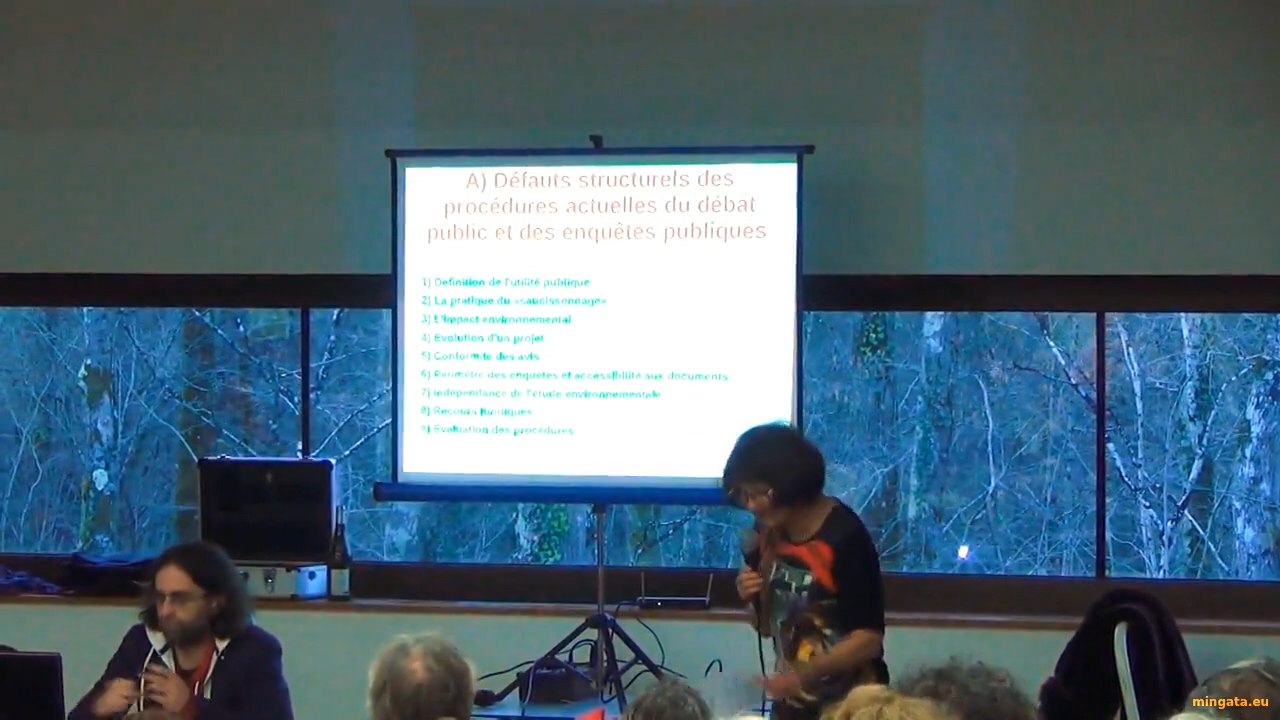 A) Défauts structurels des
procédures actuelles du débat
public et des enquêtes publiques
1) Définition de l'utilité publique
2) La pratique du «saucissonnage»
3) L'impact environnemental
4) Evolution d'un projet
5) Conformité des avis
6) Périmètre des enquêtes et accessibilité aux documents
7) Indépendance de l'étude environnementale
8) Recours juridiques
9) Evaluation des procédures
mingata.eu